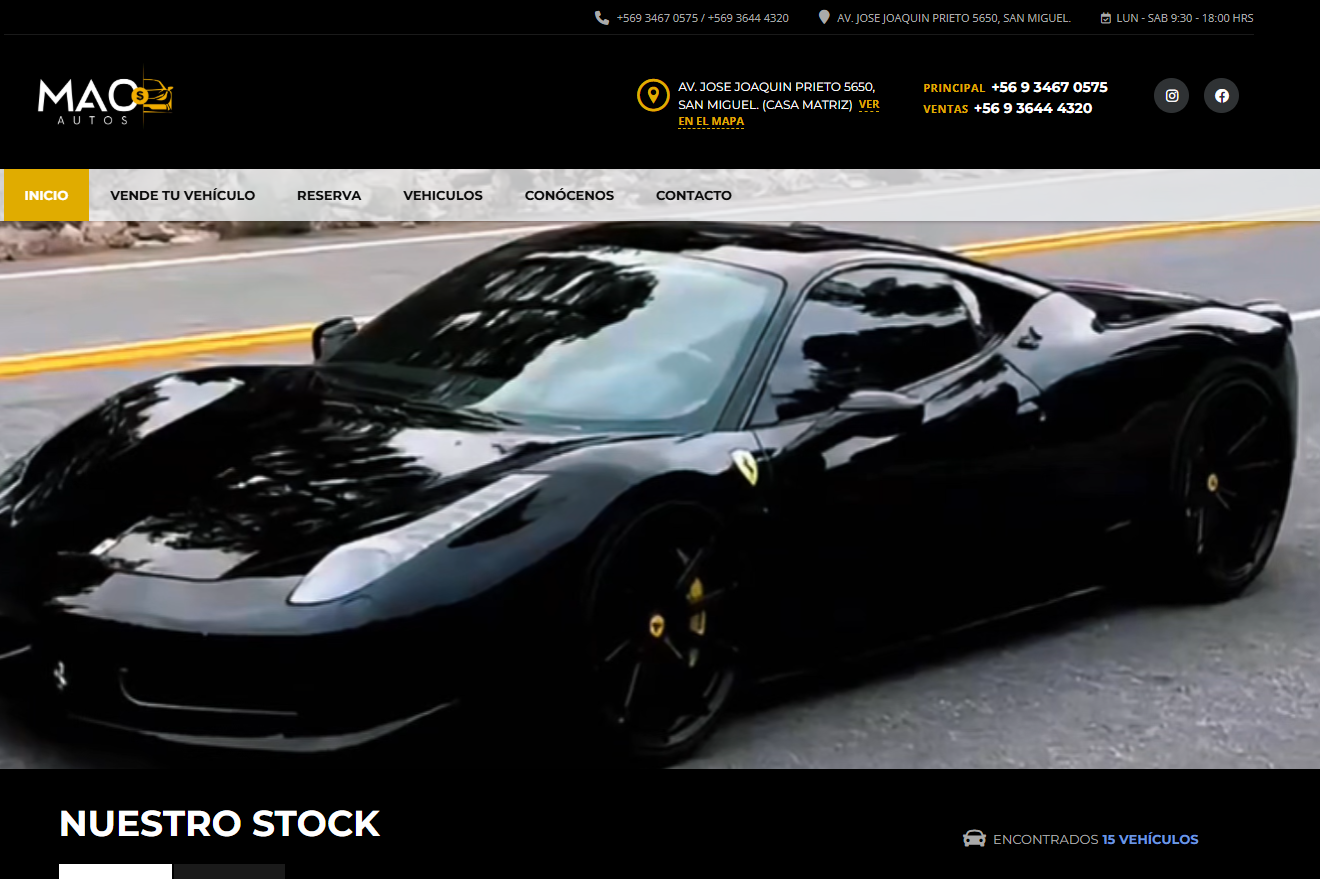 +569 3467 0575 / +569 3644 4320
AV. JOSE JOAQUIN PRIETO 5650, SAN MIGUEL.
LUN - SAB 9:30 - 18:00 HRS
MAO
$
AUTOS
AV. JOSE JOAQUIN PRIETO 5650,
SAN MIGUEL. (CASA MATRIZ) VER
EN EL MAPA
PRINCIPAL +56 9 3467 0575
VENTAS +56 9 3644 4320
INICIO
VENDE TU VEHÍCULO
RESERVA
VEHICULOS
CONÓCENOS
CONTACTO
NUESTRO STOCK
ENCONTRADOS 15 VEHÍCULOS